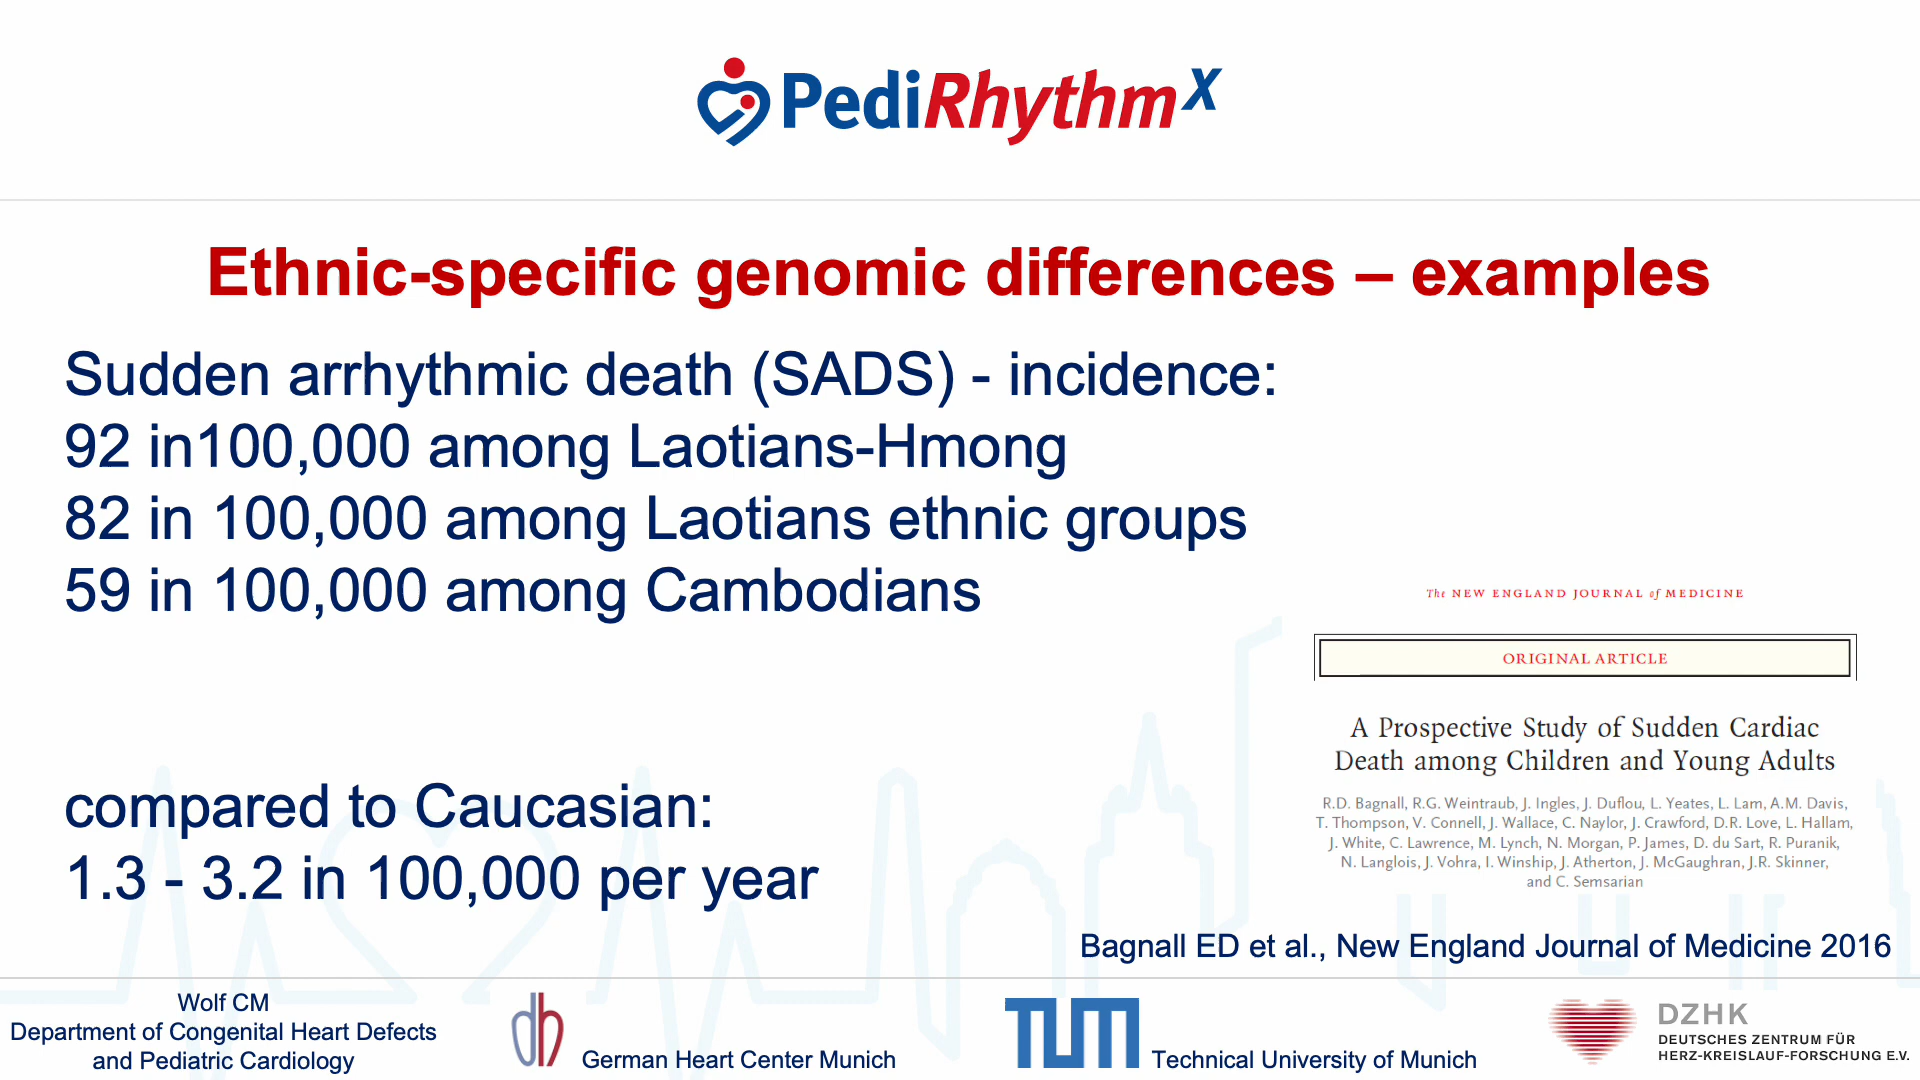 PediRhythm X
Ethnic-specific genomic differences – examples
Sudden arrhythmic death (SADS) - incidence:
92 in100,000 among Laotians-Hmong
82 in 100,000 among Laotians ethnic groups
59 in 100,000 among Cambodians
compared to Caucasian:
1.3 - 3.2 in 100,000 per year
The NEW ENGLAND JOURNAL of MEDICINE
ORIGINAL ARTICLE
A Prospective Study of Sudden Cardiac
Death among Children and Young Adults
R.D. Bagnall, R.G. Weintraub, J. Ingles, J. Duflou, L. Yeates, L. Lam, A.M. Davis,
T. Thompson, V. Connell, J. Wallace, C. Naylor, J. Crawford, D.R. Love, L. Hallam,
J. White, C. Lawrence, M. Lynch, N. Morgan, P. James, D. du Sart, R. Puranik,
N. Langlois, J. Vohra, I. Winship, J. Atherton, J. McGaughran, J.R. Skinner,
and C. Semsarian
Bagnall ED et al., New England Journal of Medicine 2016
Wolf CM
Department of Congenital Heart Defects
and Pediatric Cardiology
dh
German Heart Center Munich
TUM
Technical University of Munich
DZHK
DEUTSCHES ZENTRUM FÜR
HERZ-KREISLAUF-FORSCHUNG E.V.